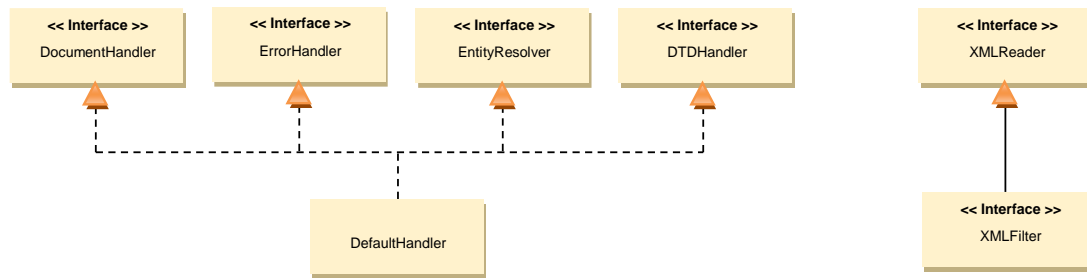 << Interface >>
DocumentHandler
<< Interface >>
ErrorHandler
<< Interface >>
EntityResolver
<< Interface >>
DTDHandler
<< Interface >>
XMLReader
DefaultHandler
<< Interface >>
XMLFilter